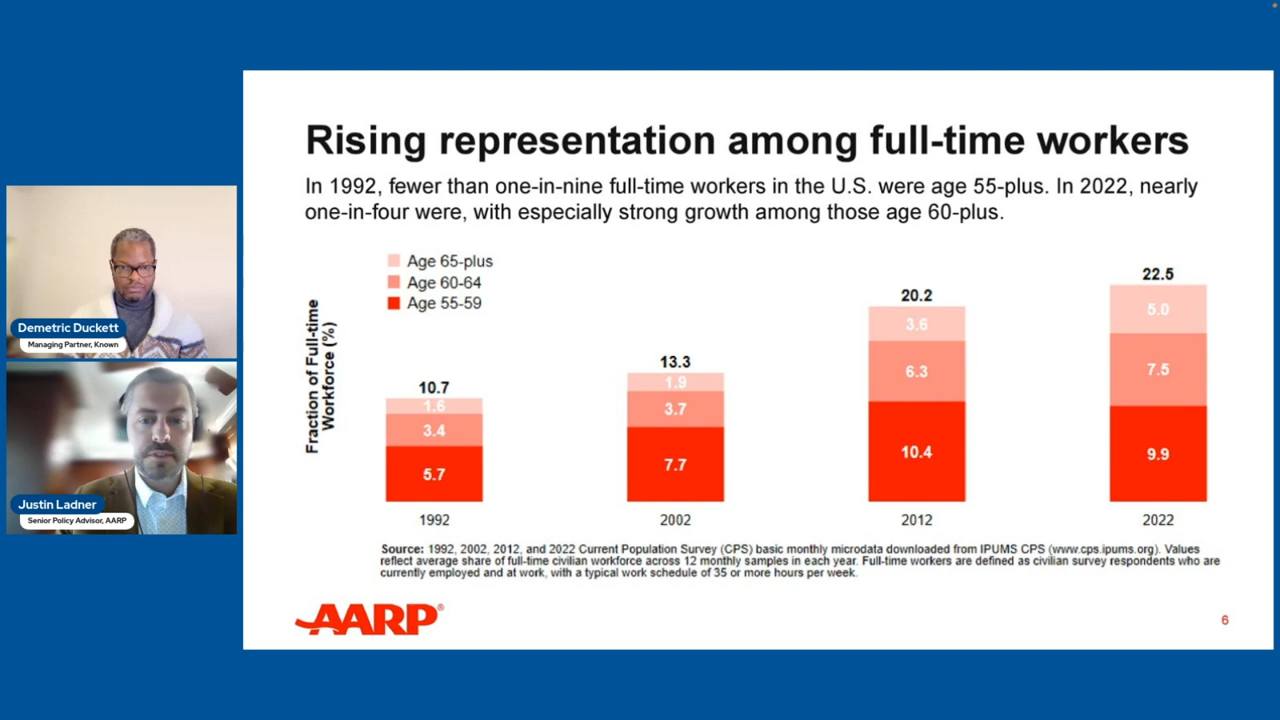 Rising representation among full-time workers
In 1992, fewer than one-in-nine full-time workers in the U.S. were age 55-plus. In 2022, nearly
one-in-four were, with especially strong growth among those age 60-plus.
Age 65-plus
Age 60-64
Age 55-59
Fraction of Full-time
Workforce (%)
10.7
1.6
3.4
5.7
1992
13.3
1.9
3.7
7.7
2002
20.2
3.6
6.3
10.4
2012
22.5
5.0
7.5
9.9
2022
Source: 1992, 2002, 2012, and 2022 Current Population Survey (CPS) basic monthly microdata downloaded from IPUMS CPS (www.cps.ipums.org). Values
reflect average share of full-time civilian workforce across 12 monthly samples in each year. Full-time workers are defined as civilian survey respondents who are
currently employed and at work, with a typical work schedule of 35 or more hours per week.
AARP®
6
Demetric Duckett
Managing Partner, Known
Justin Ladner
Senior Policy Advisor, AARP